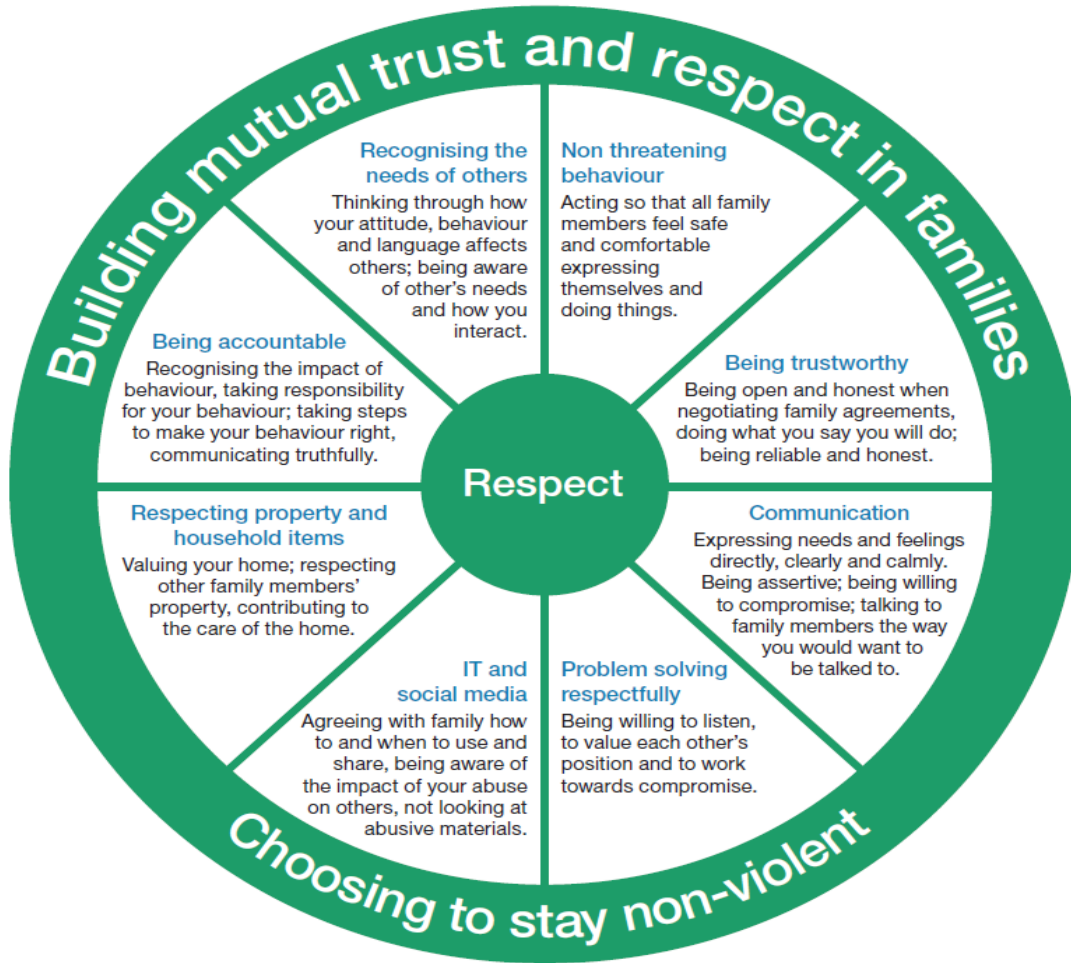 Building mutual trust and respect in families
Recognising the
needs of others
Thinking through how
your attitude, behaviour
and language affects
others; being aware
of other's needs
and how you
interact.
Non threatening
behaviour
Acting so that all family
members feel safe
and comfortable
expressing
themselves and
doing things.
Being accountable
Recognising the impact of
behaviour, taking responsibility
for your behaviour; taking steps
to make your behaviour right,
communicating truthfully.
Being trustworthy
Being open and honest when
negotiating family agreements,
doing what you say you will do;
being reliable and honest.
Respect
Respecting property and
household items
Valuing your home; respecting
other family members'
property, contributing to
the care of the home.
Communication
Expressing needs and feelings
directly, clearly and calmly.
Being assertive; being willing
to compromise; talking to
family members the way
you would want to
be talked to.
IT and
social media
Agreeing with family how
to and when to use and
share, being aware of
the impact of your abuse
on others, not looking at
abusive materials.
Problem solving
respectfully
Being willing to listen,
to value each other's
position and to work
towards compromise.
Choosing to stay non-violent